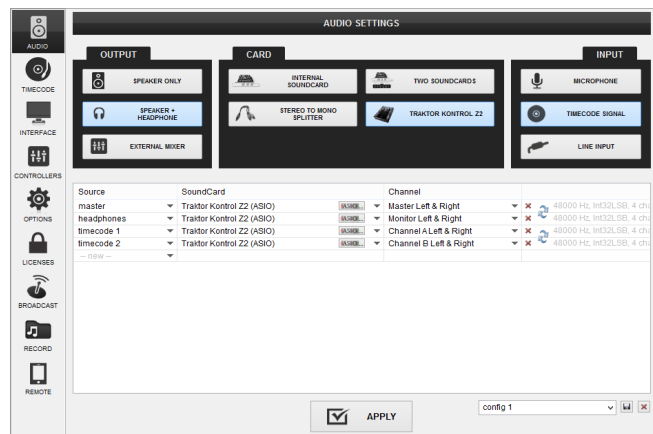 AUDIO SETTINGS
AUDIO
TIMECODE
INTERFACE
CONTROLLERS
OPTIONS
LICENSES
BROADCAST
RECORD
REMOTE
OUTPUT
SPEAKER ONLY
SPEAKER +
HEADPHONE
EXTERNAL MIXER
CARD
INTERNAL
SOUNDCARD
TWO SOUNDCARDS
STEREO TO MONO
SPLITTER
TRAKTOR KONTROL Z2
INPUT
MICROPHONE
TIMECODE SIGNAL
LINE INPUT
Source SoundCard Channel
master Traktor Kontrol Z2 (ASIO) Master Left & Right 48000 Hz, Int32LSB, 4 cha
headphones Traktor Kontrol Z2 (ASIO) Monitor Left & Right 48000 Hz, Int32LSB, 4 cha
timecode 1 Traktor Kontrol Z2 (ASIO) Channel A Left & Right 48000 Hz, Int32LSB, 4 cha
timecode 2 Traktor Kontrol Z2 (ASIO) Channel B Left & Right 48000 Hz, Int32LSB, 4 cha
-- new --
APPLY
config 1